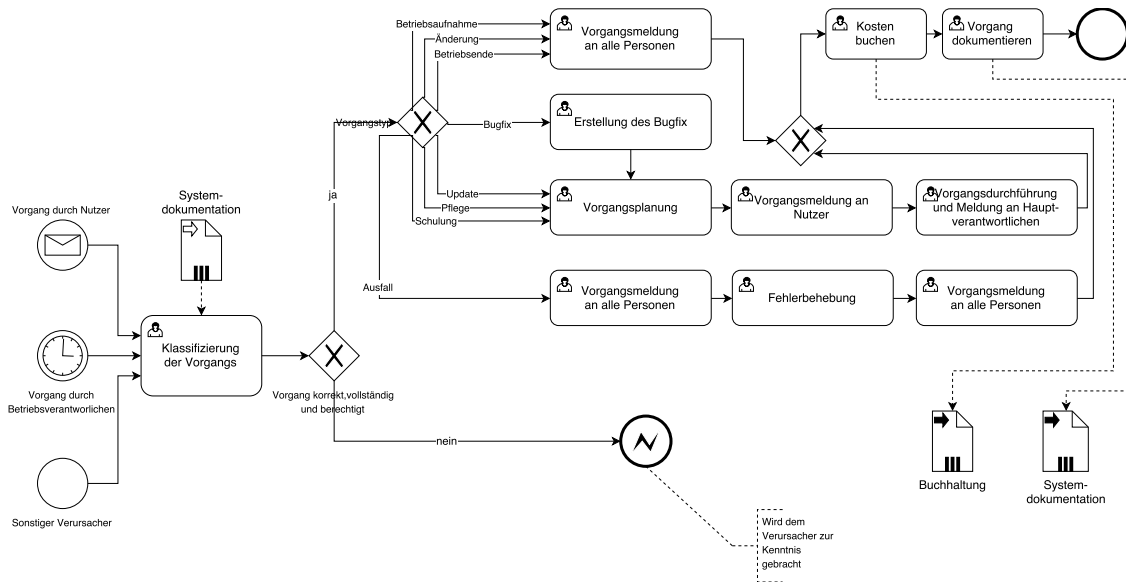 Betriebsaufnahme
Änderung
Betriebsende
Vorgangsmeldung
an alle Personen
Kosten
buchen
Vorgang
dokumentieren
Vorgangstyp
Bugfix
Erstellung des Bugfix
ja
Update
Pflege
Schulung
Vorgangsplanung
Vorgangsmeldung an
Nutzer
Vorgangsdurchführung
und Meldung an Haupt-
verantwortlichen
System-
dokumentation
Vorgang durch Nutzer
Ausfall
Vorgangsmeldung
an alle Personen
Fehlerbehebung
Vorgangsmeldung
an alle Personen
Klassifizierung
der Vorgangs
Vorgang durch
Betriebsverantworlichen
Vorgang korrekt,vollständig
und berechtigt
nein
Buchhaltung
System-
dokumentation
Sonstiger Verursacher
Wird dem
Verursacher zur
Kenntnis
gebracht